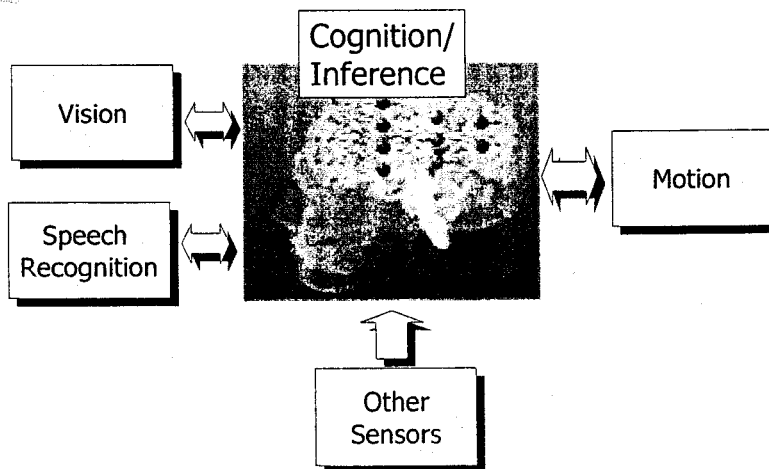 Cognition/
Inference
Vision
Speech
Recognition
Motion
Other
Sensors